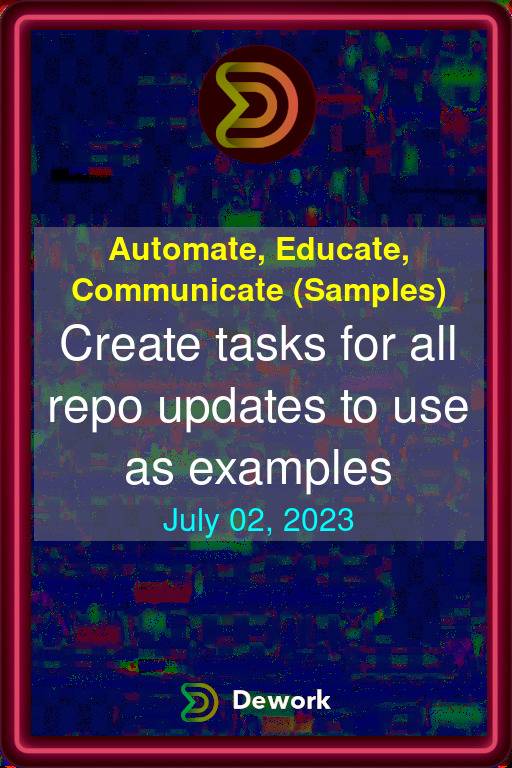 Automate, Educate,
Communicate (Samples)
Create tasks for all
repo updates to use
as examples
July 02, 2023
Dework